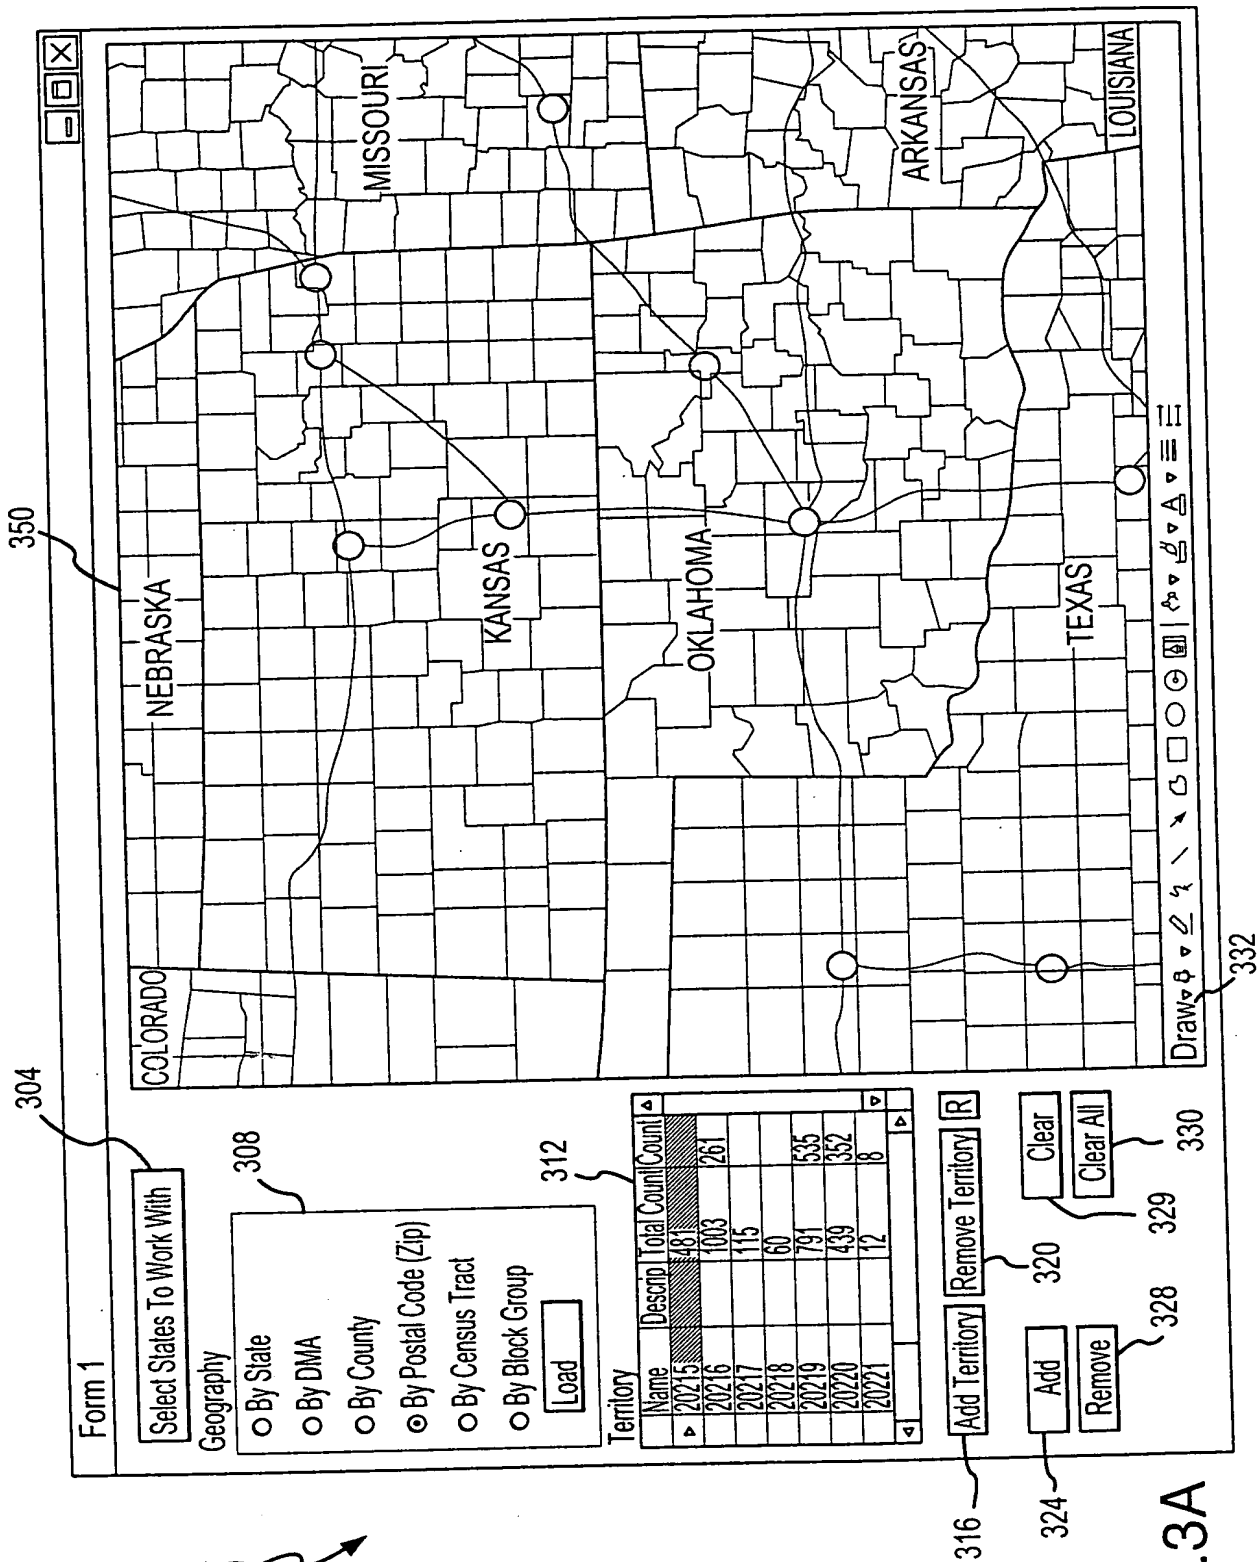 350
304
Form 1
Select States To Work With
Geography
By State
By DMA
By County
By Postal Code (Zip)
By Census Tract
By Block Group
Load
308
Territory
312
Name Descrip Total Count Count
20215 481
20216 1003 261
20217 115
20218 60
20219 791 535
20220 439 352
20221 12 8
316
Add Territory
Remove Territory
R
320
324
Add
Remove
328
Clear
Clear All
329
330
COLORADO
NEBRASKA
KANSAS
MISSOURI
OKLAHOMA
ARKANSAS
TEXAS
LOUISIANA
Draw
332
.3A